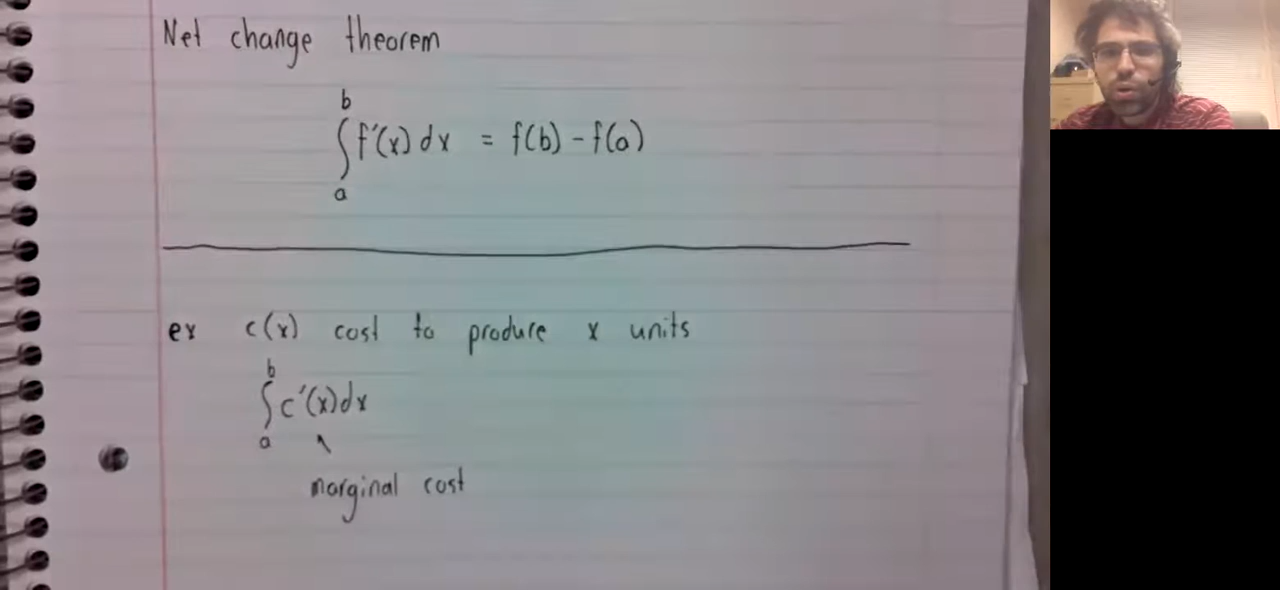 Net change theorem
b
∫ f'(x) dx = f(b) - f(a)
a
ex c(x) cost to produce x units
b
∫ c'(x) dx
a
marginal cost